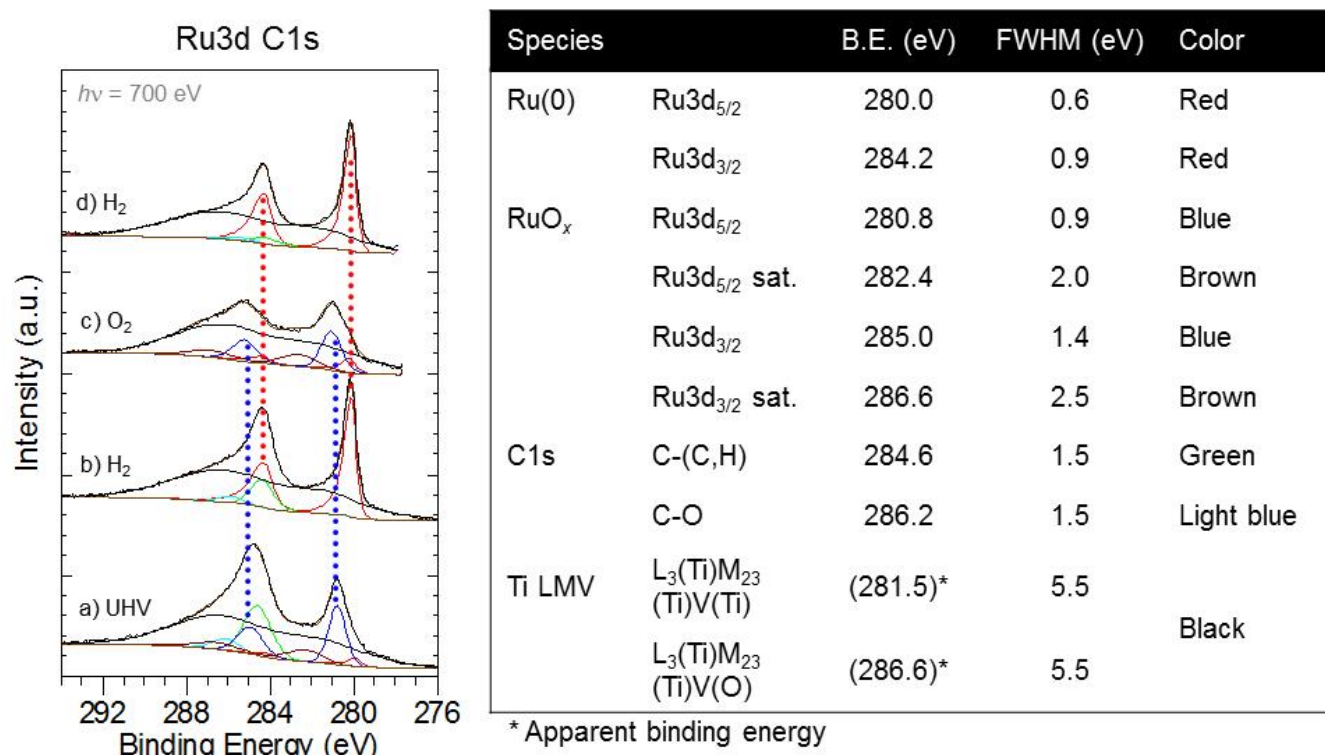 Ru3d C1s
hν = 700 eV
d) H₂
c) O₂
b) H₂
a) UHV
Intensity (a.u.)
292 288 284 280 276
Binding Energy (eV)
Species B.E. (eV) FWHM (eV) Color
Ru(0) Ru3d₅/₂ 280.0 0.6 Red
Ru3d₃/₂ 284.2 0.9 Red
RuOₓ Ru3d₅/₂ 280.8 0.9 Blue
Ru3d₅/₂ sat. 282.4 2.0 Brown
Ru3d₃/₂ 285.0 1.4 Blue
Ru3d₃/₂ sat. 286.6 2.5 Brown
C1s C-(C,H) 284.6 1.5 Green
C-O 286.2 1.5 Light blue
Ti LMV L₃(Ti)M₂₃
(Ti)V(Ti) (281.5)* 5.5
Black
L₃(Ti)M₂₃
(Ti)V(O) (286.6)* 5.5
* Apparent binding energy